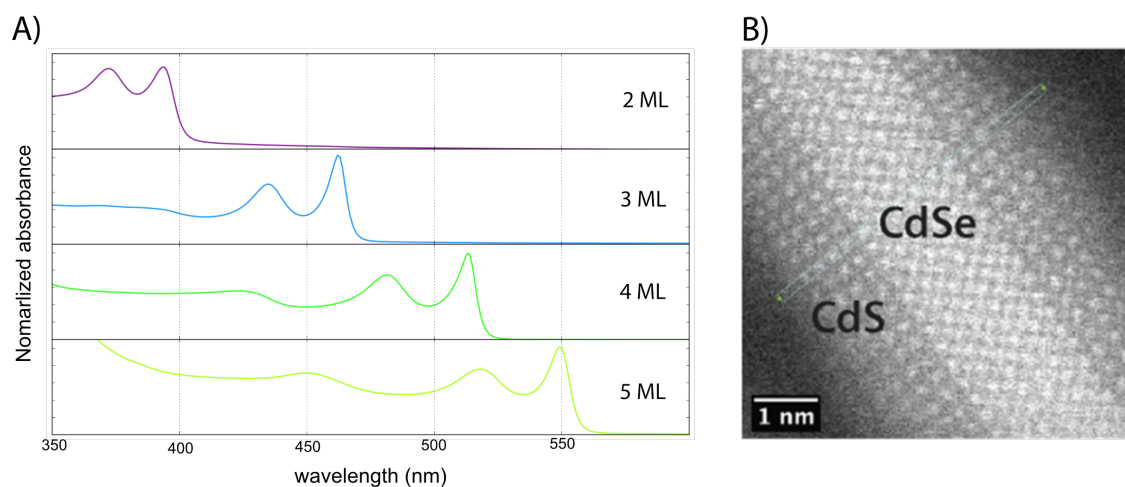 A)
2 ML
3 ML
4 ML
5 ML
Nomarlized absorbance
350 400 450 500 550
wavelength (nm)
B)
CdSe
CdS
1 nm